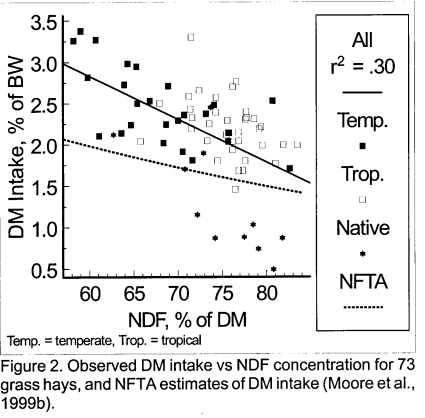 3.5
3.0
2.5
2.0
1.5
1.0
0.5
DM Intake, % of BW
60 65 70 75 80
NDF, % of DM
Temp. = temperate, Trop. = tropical
All
r² = .30
Temp.
Trop.
Native
NFTA
Figure 2. Observed DM intake vs NDF concentration for 73
grass hays, and NFTA estimates of DM intake (Moore et al.,
1999b).